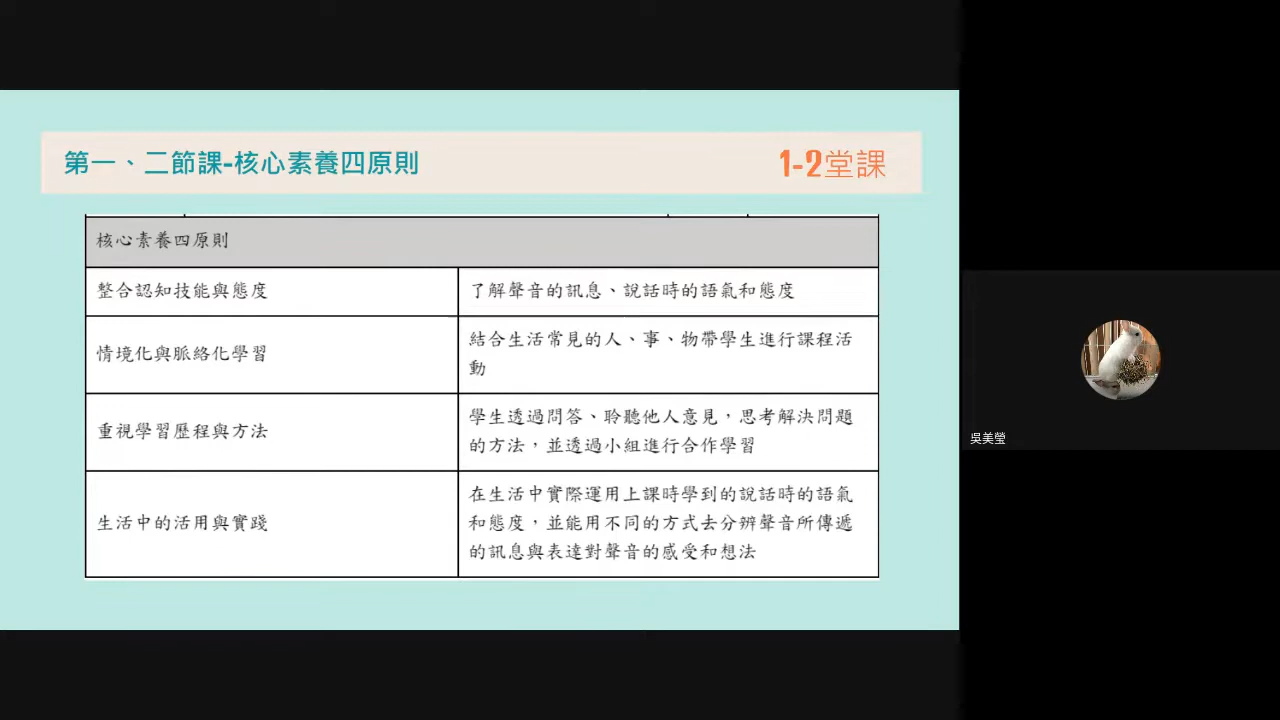 第一、二節課-核心素養四原則
1-2堂課
核心素養四原則
整合認知技能與態度
了解聲音的訊息、說話時的語氣和態度
情境化與脈絡化學習
結合生活常見的人、事、物帶學生進行課程活
動
重視學習歷程與方法
學生透過問答、聆聽他人意見，思考解決問題
的方法，並透過小組進行合作學習
生活中的活用與實踐
在生活中實際運用上課時學到的說話時的語氣
和態度，並能用不同的方式去分辨聲音所傳遞
的訊息與表達對聲音的感受和想法
吳美瑩